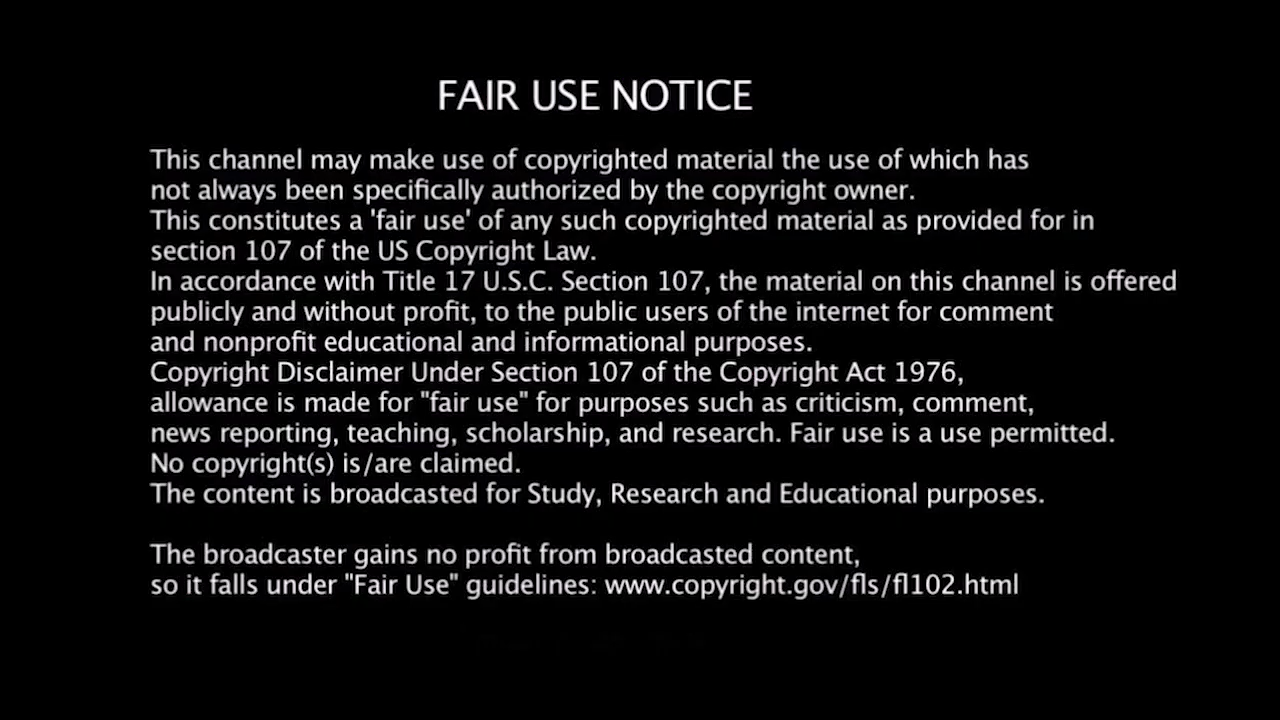 FAIR USE NOTICE
This channel may make use of copyrighted material the use of which has
not always been specifically authorized by the copyright owner.
This constitutes a 'fair use' of any such copyrighted material as provided for in
section 107 of the US Copyright Law.
In accordance with Title 17 U.S.C. Section 107, the material on this channel is offered
publicly and without profit, to the public users of the internet for comment
and nonprofit educational and informational purposes.
Copyright Disclaimer Under Section 107 of the Copyright Act 1976,
allowance is made for "fair use" for purposes such as criticism, comment,
news reporting, teaching, scholarship, and research. Fair use is a use permitted.
No copyright(s) is/are claimed.
The content is broadcasted for Study, Research and Educational purposes.
The broadcaster gains no profit from broadcasted content,
so it falls under "Fair Use" guidelines: www.copyright.gov/fls/fl102.html